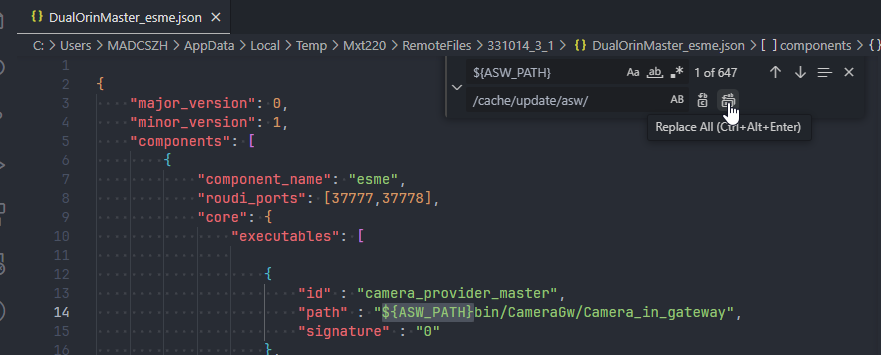 {} DualOrinMaster_esme.json ×
C: > Users > MADCSZH > AppData > Local > Temp > Mxt220 > RemoteFiles > 331014_3_1 > {} DualOrinMaster_esme.json > [ ] components > {}
${ASW_PATH} Aa ab .* 1 of 647
/cache/update/asw/ AB
Replace All (Ctrl+Alt+Enter)
1
2 {
3 "major_version": 0,
4 "minor_version": 1,
5 "components": [
6 {
7 "component_name": "esme",
8 "roudi_ports": [37777,37778],
9 "core": {
10 "executables": [
11
12 {
13 "id" : "camera_provider_master",
14 "path" : "${ASW_PATH}bin/CameraGw/Camera_in_gateway",
15 "signature" : "0"
16 },